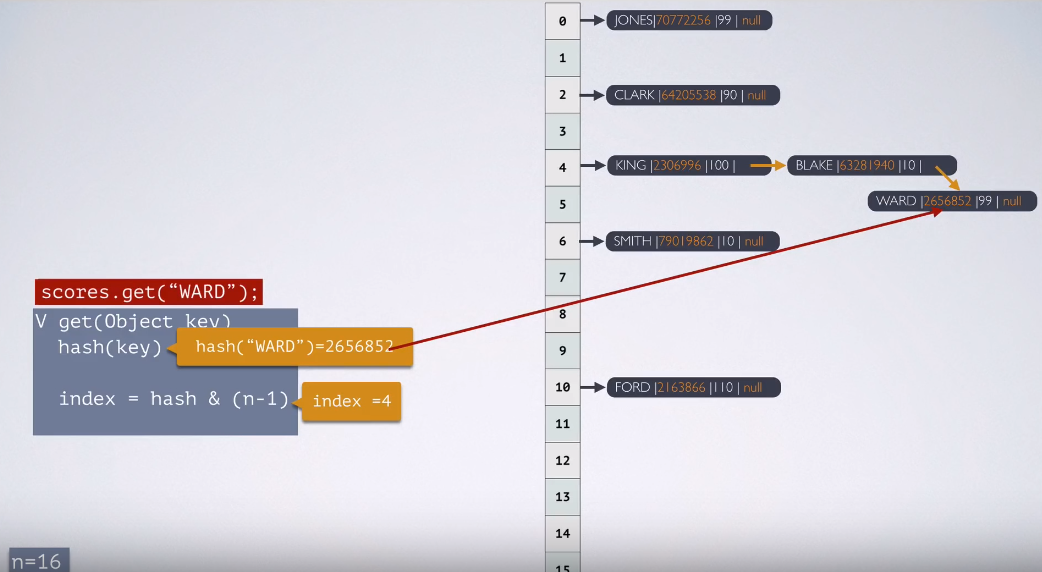 0
JONES|70772256 |99 | null
1
2
CLARK |64205538 |90 | null
3
4
KING |2306996 |100 |
BLAKE |63281940 |10 |
5
WARD |2656852 |99 | null
6
SMITH |79019862 |10 | null
7
8
9
10
FORD |2163866 |110 | null
11
12
13
14
15
scores.get(“WARD”);
V get(Object key)
hash(key)
hash(“WARD”)=2656852
index = hash & (n-1)
index =4
n=16